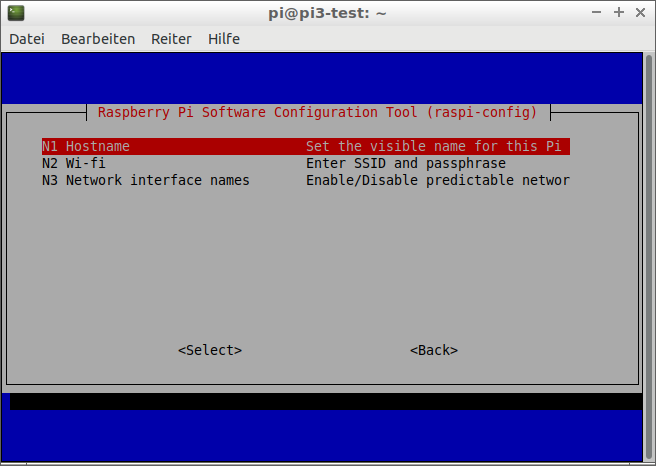 pi@pi3-test: ~
Datei Bearbeiten Reiter Hilfe
Raspberry Pi Software Configuration Tool (raspi-config)
N1 Hostname Set the visible name for this Pi
N2 Wi-fi Enter SSID and passphrase
N3 Network interface names Enable/Disable predictable networ
<Select> <Back>